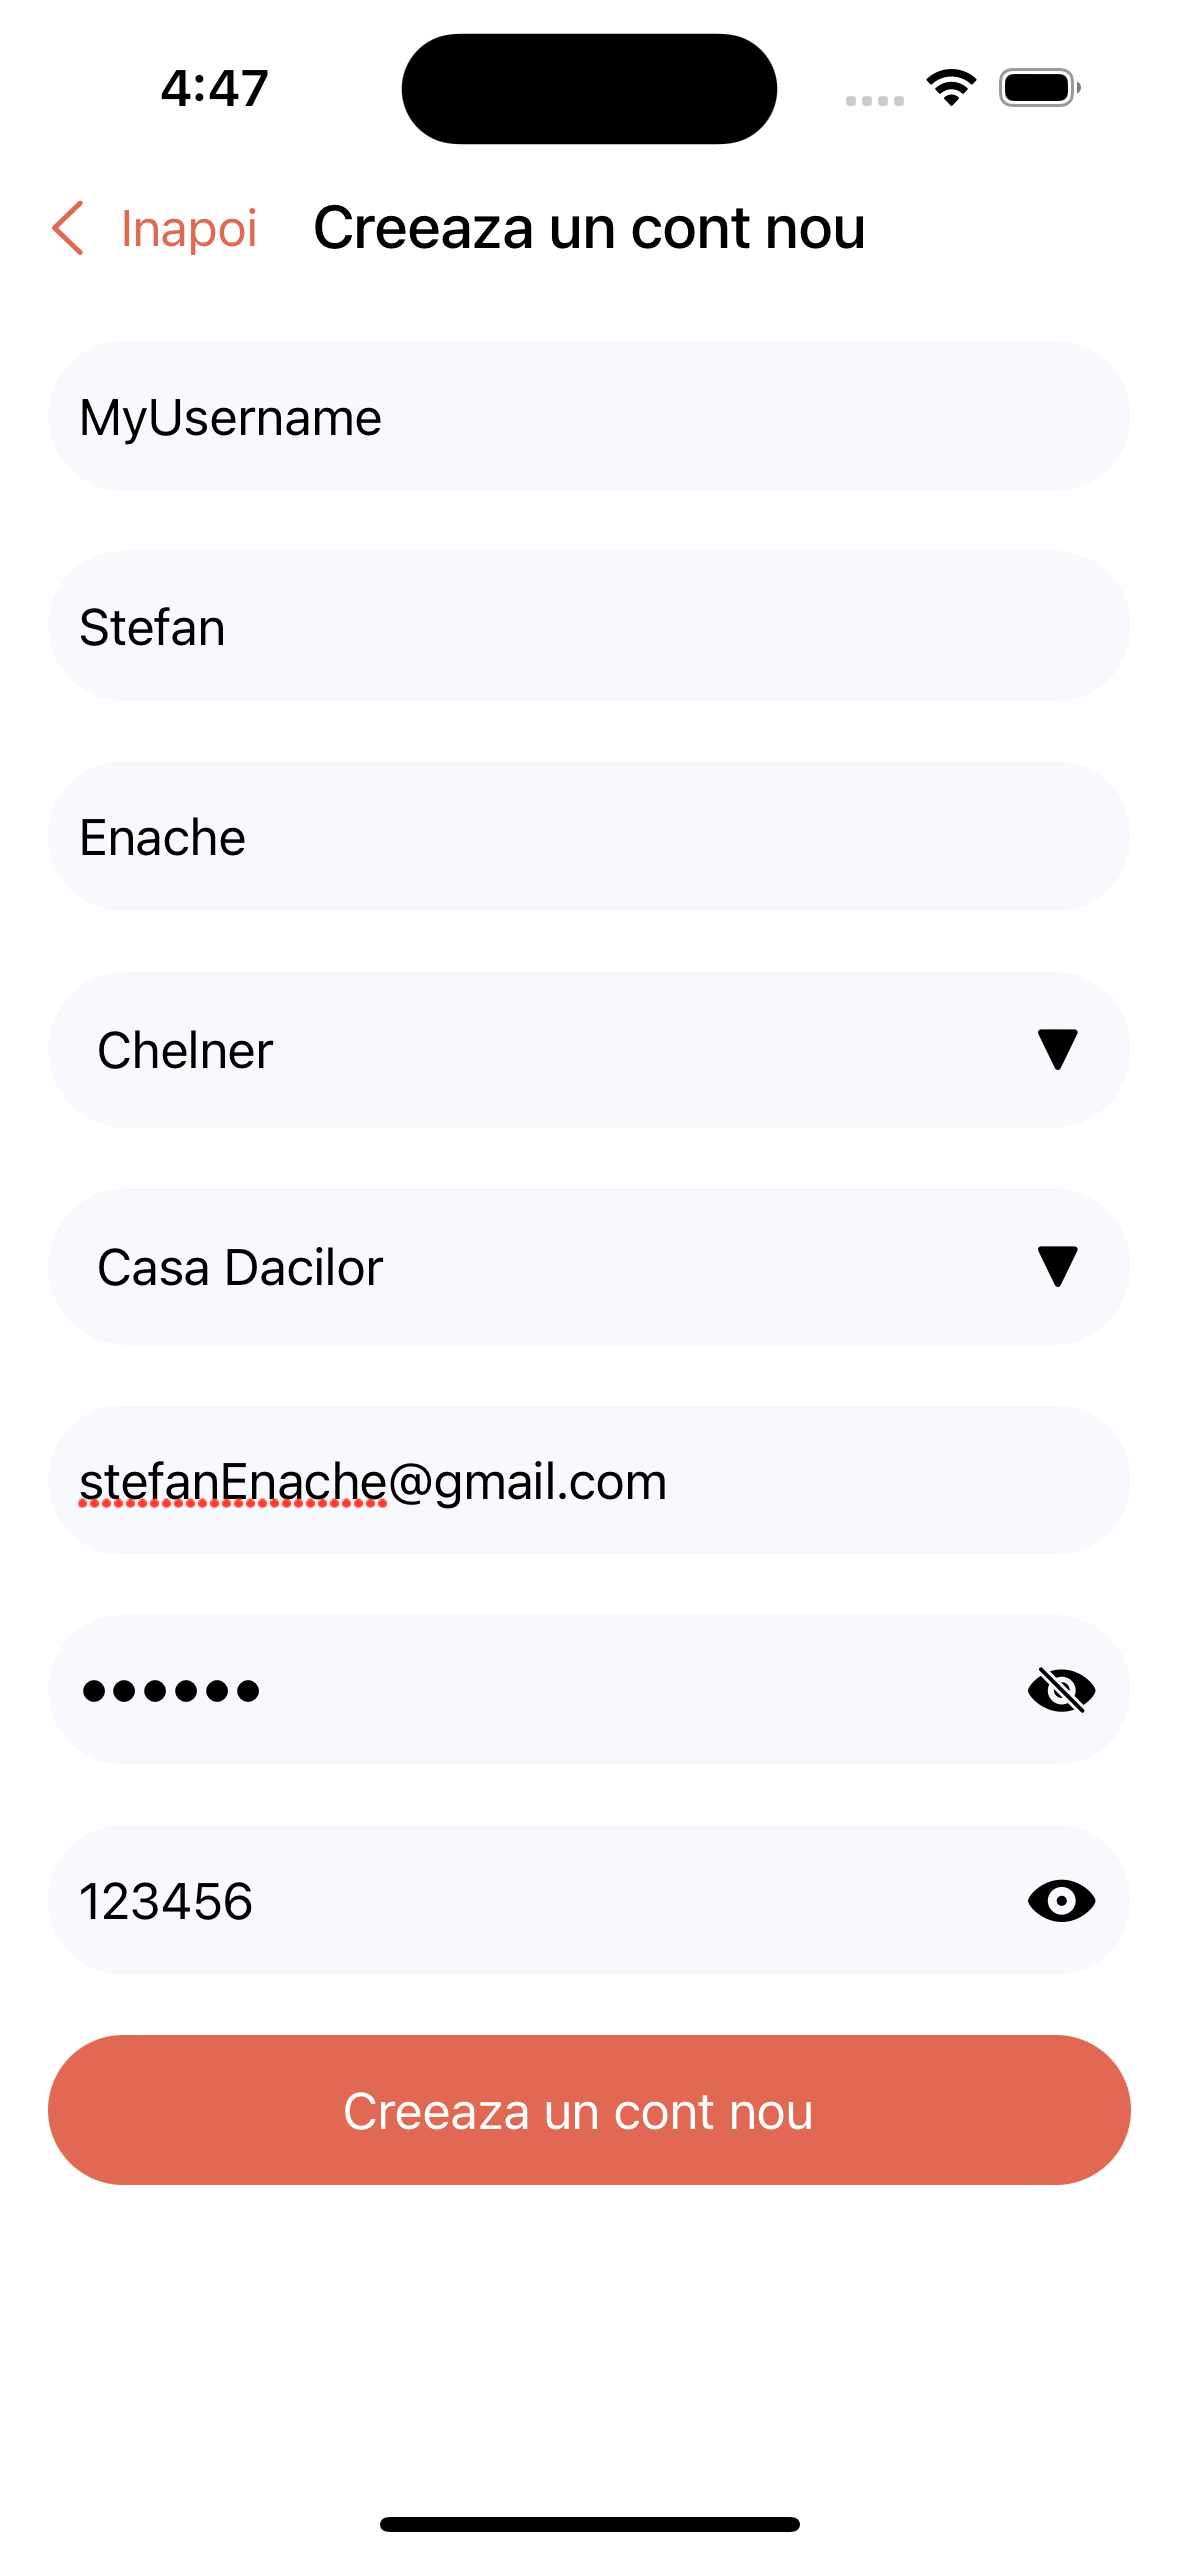 4:47
Inapoi
Creeaza un cont nou
MyUsername
Stefan
Enache
Chelner
Casa Dacilor
stefanEnache@gmail.com
••••••
123456
Creeaza un cont nou